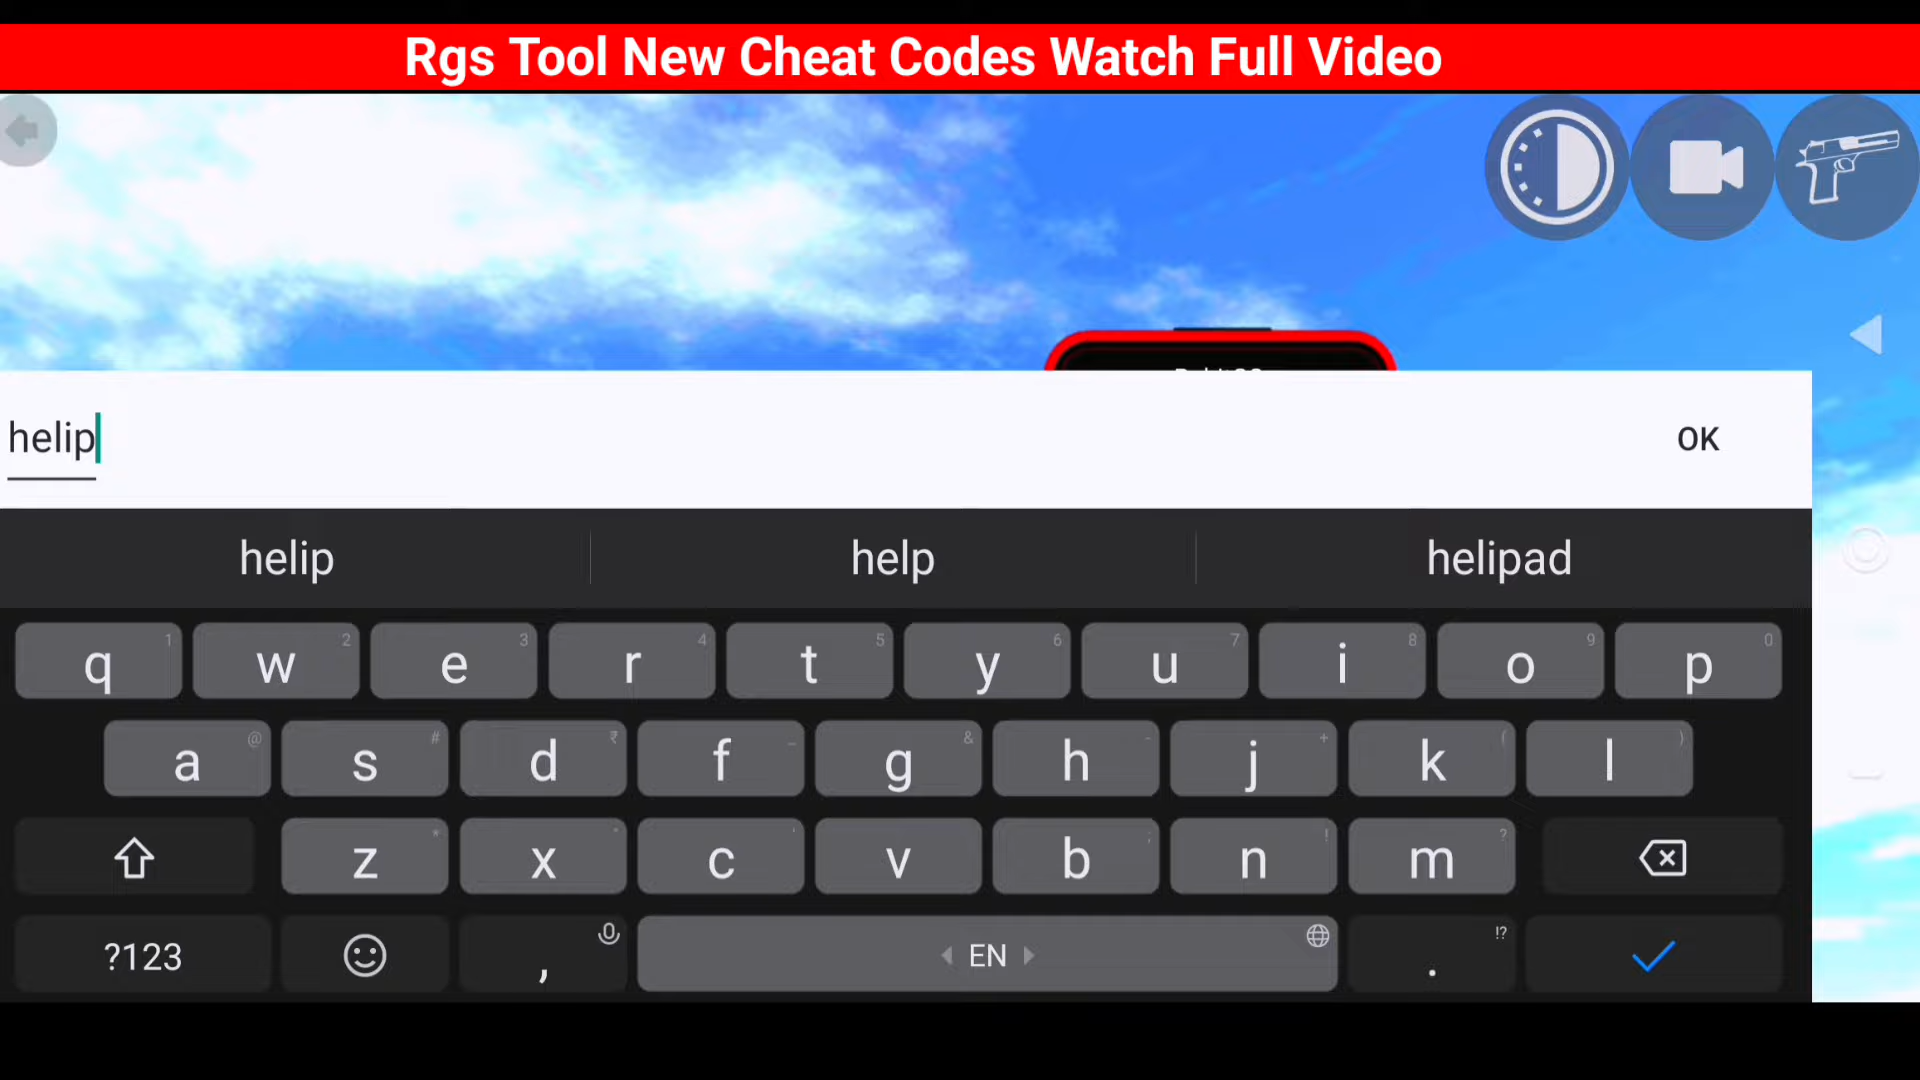 Rgs Tool New Cheat Codes Watch Full Video
helip
OK
helip help helipad
q 1 w 2 e 3 r 4 t 5 y 6 u 7 i 8 o 9 p 0
a @ s # d ₹ f _ g & h - j + k ( l )
z * x " c ' v : b ; n ! m ?
?123 , EN . !?